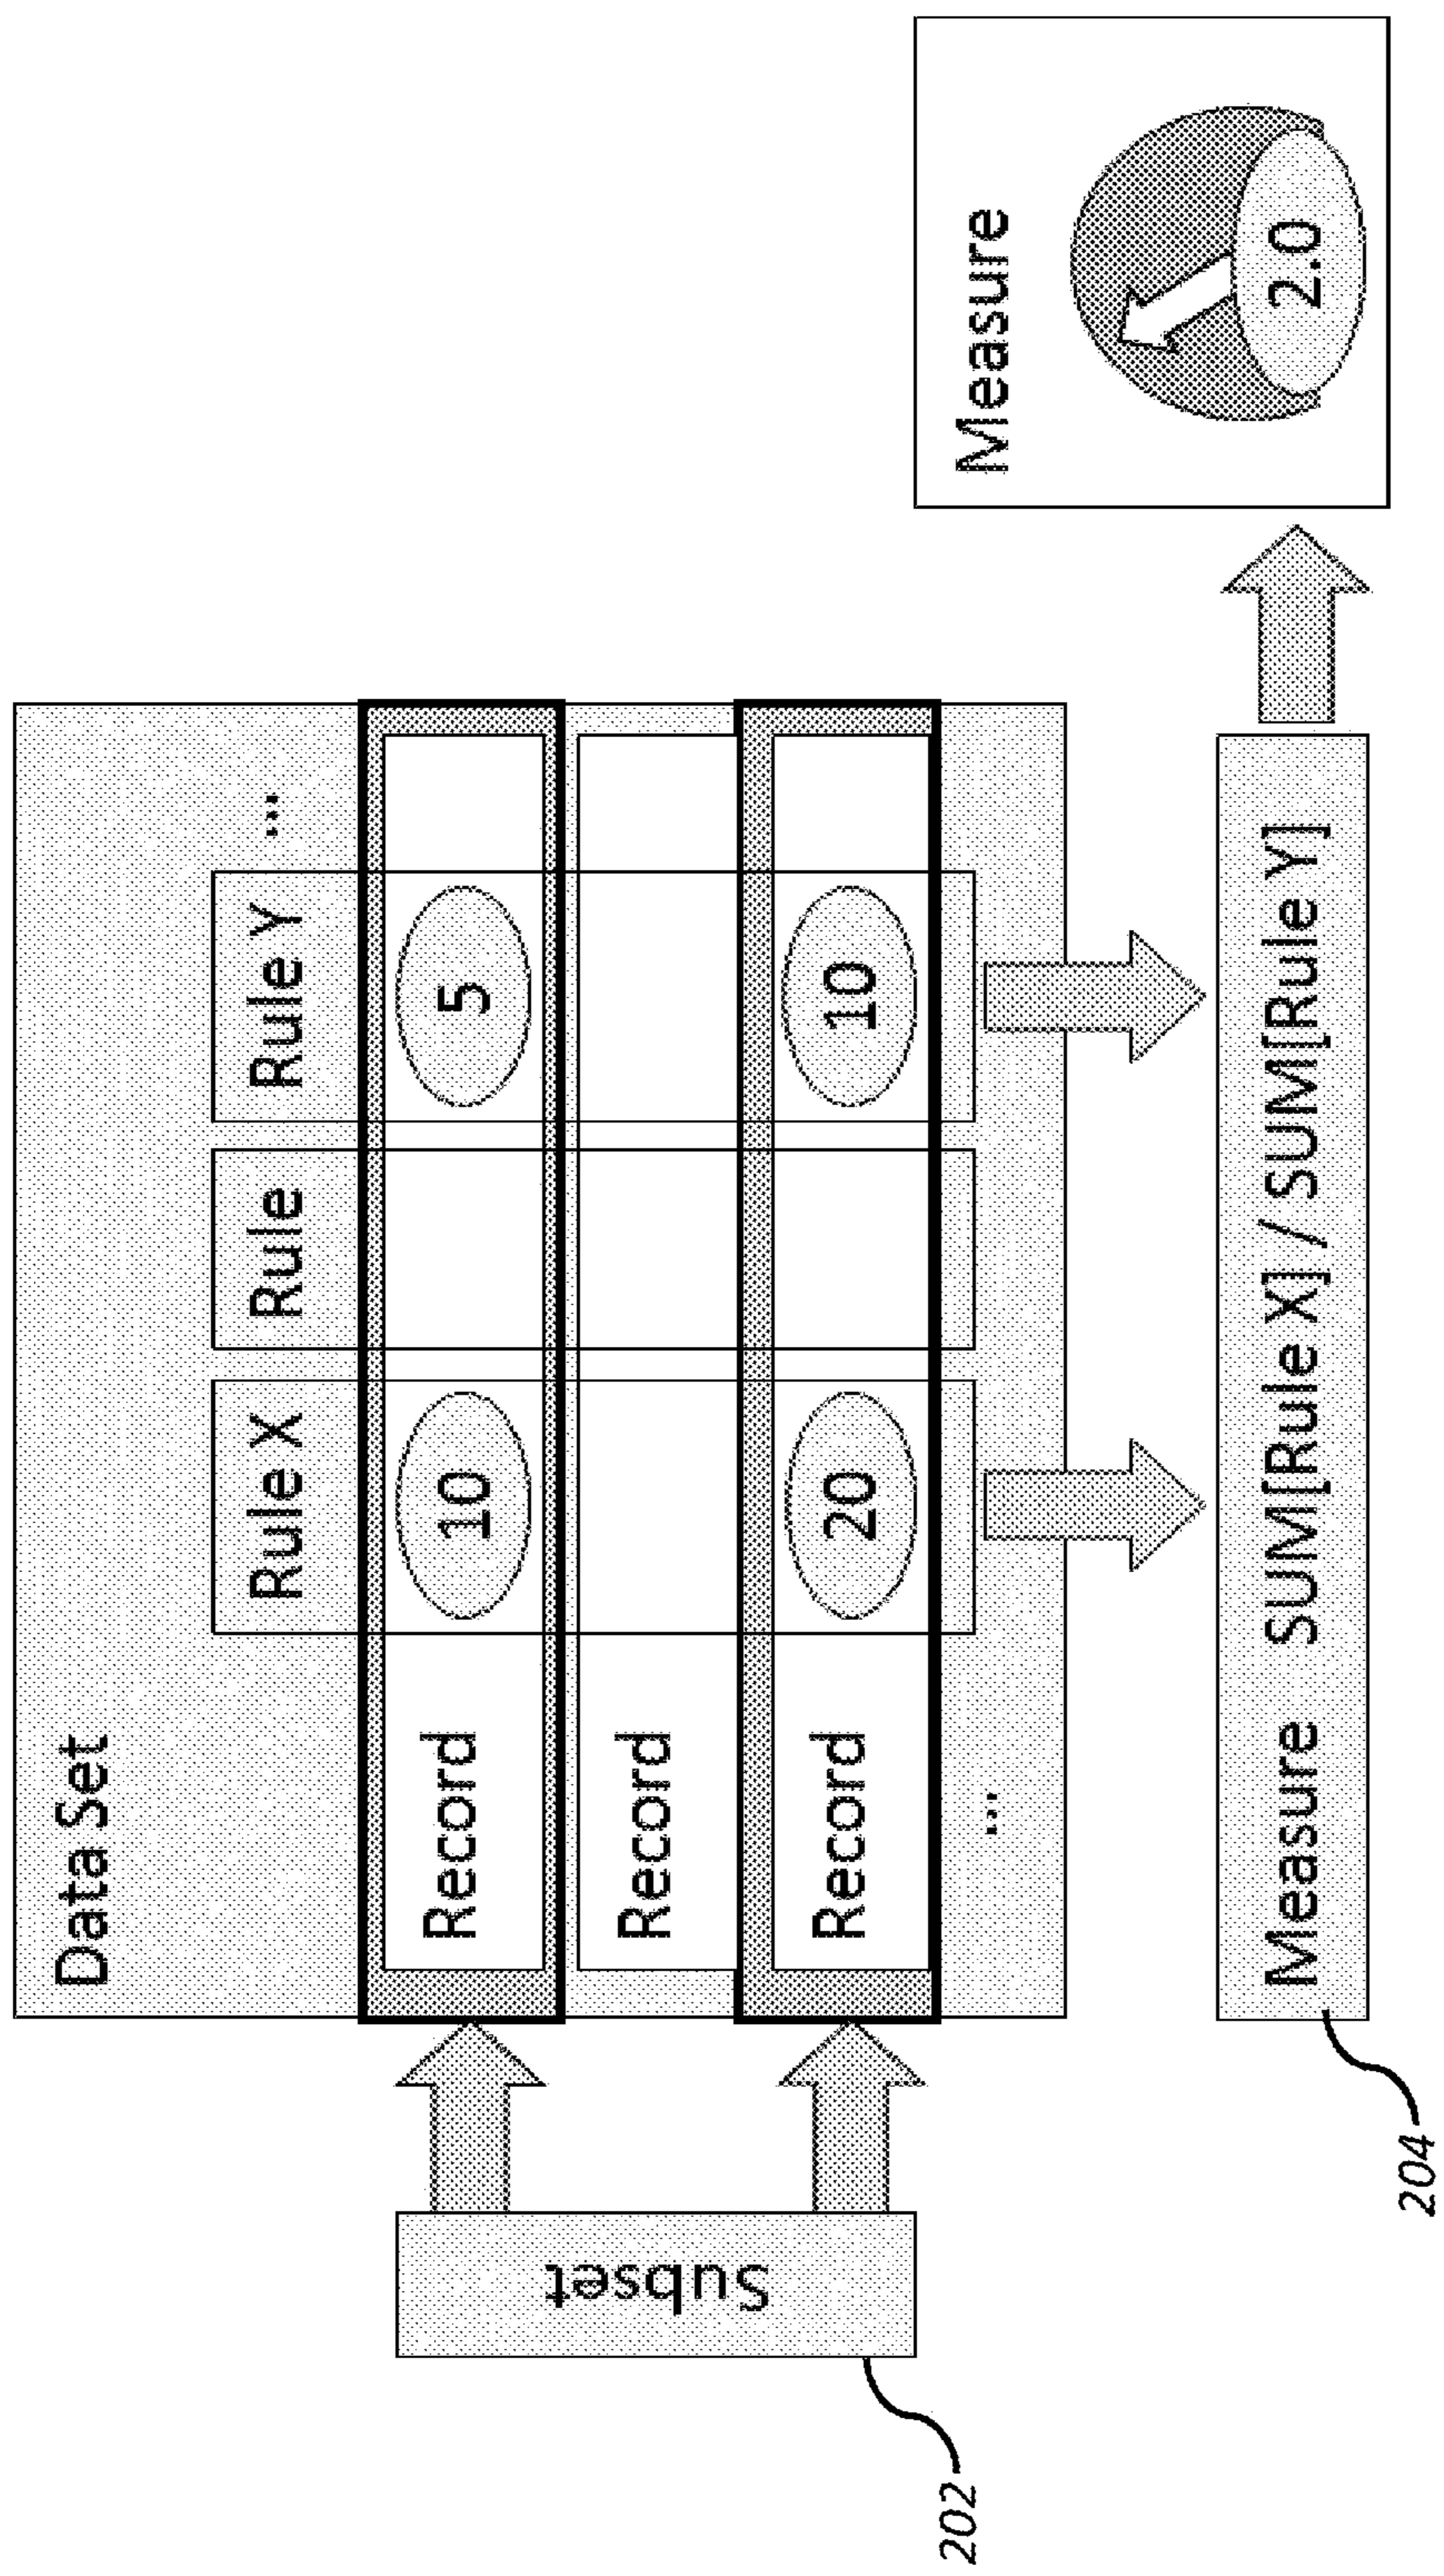 Data Set
Rule X
Rule
Rule Y
...
Record
10
5
Record
Record
20
10
...
Subset
202
Measure SUM[Rule X] / SUM[Rule Y]
204
Measure
2.0